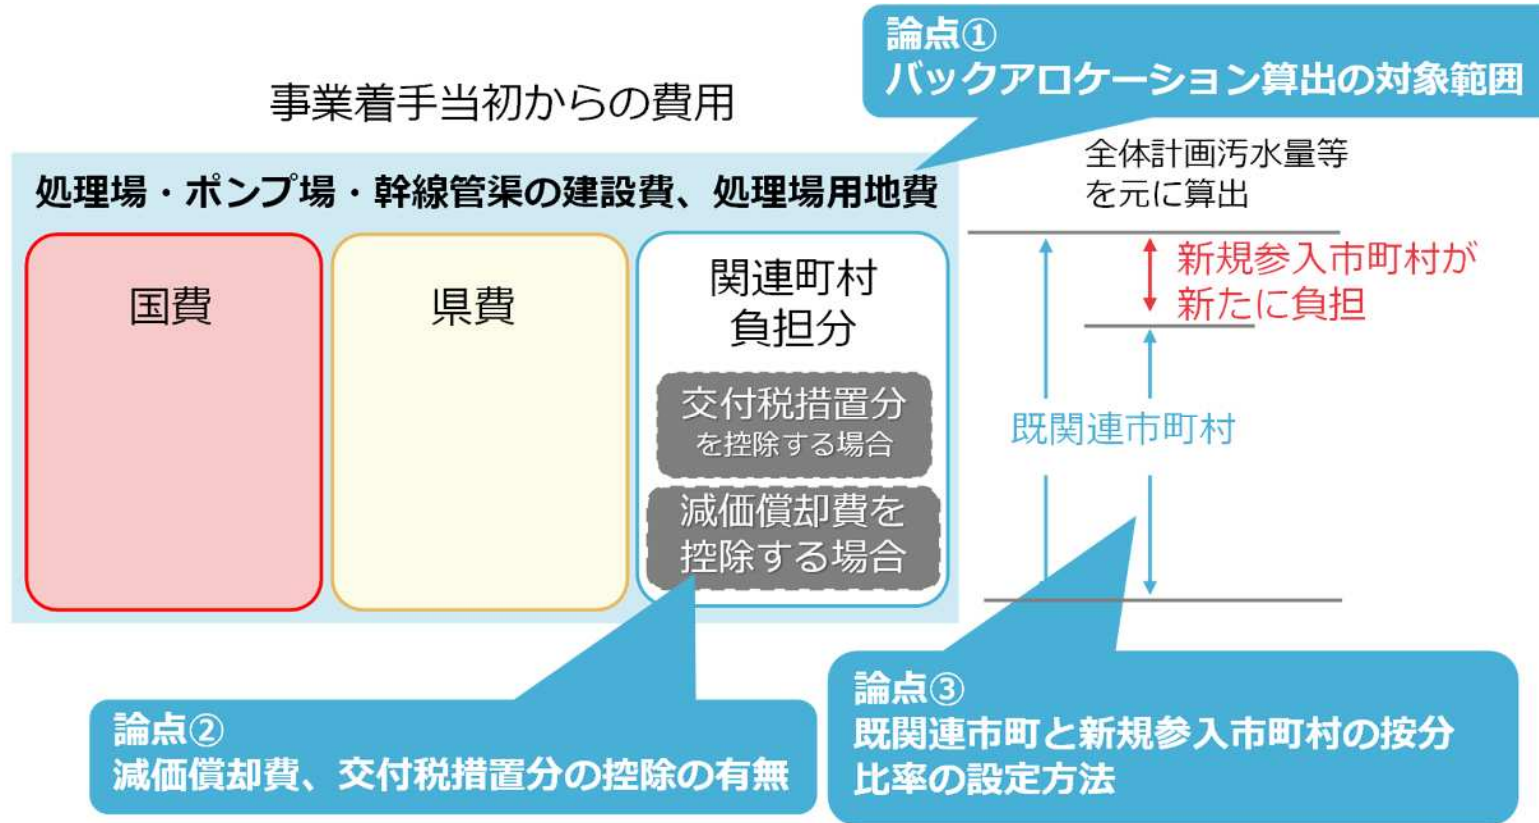 論点①
バックアロケーション算出の対象範囲
事業着手当初からの費用
処理場・ポンプ場・幹線管渠の建設費、処理場用地費
国費
県費
関連町村
負担分
交付税措置分
を控除する場合
減価償却費を
控除する場合
全体計画汚水量等
を元に算出
新規参入市町村が
新たに負担
既関連市町村
論点②
減価償却費、交付税措置分の控除の有無
論点③
既関連市町と新規参入市町村の按分
比率の設定方法